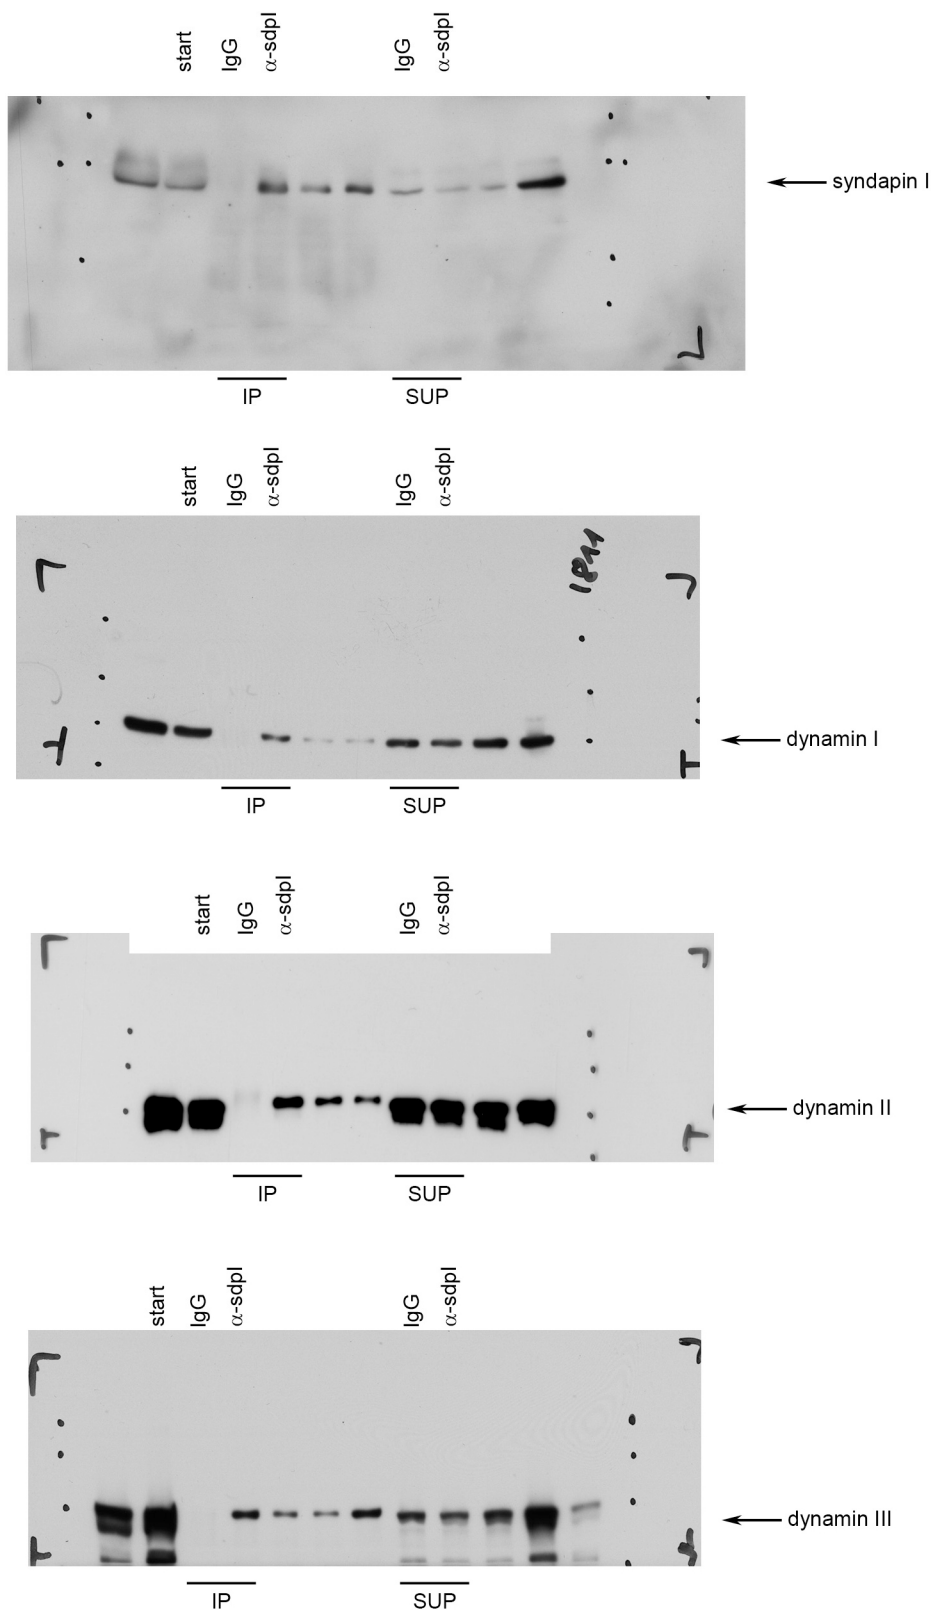 start IgG α-sdpI IgG α-sdpI
syndapin I
IP SUP
start IgG α-sdpI IgG α-sdpI
1811
dynamin I
IP SUP
start IgG α-sdpI IgG α-sdpI
dynamin II
IP SUP
start IgG α-sdpI IgG α-sdpI
dynamin III
IP SUP